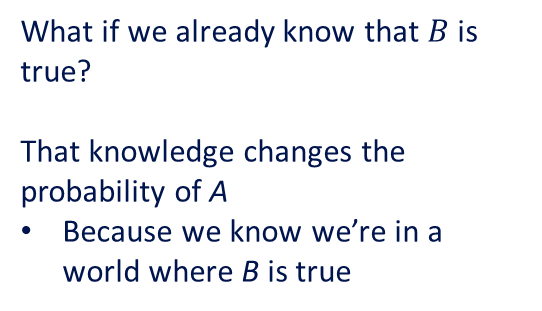 What if we already know that B is
true?
That knowledge changes the
probability of A
• Because we know we’re in a
world where B is true